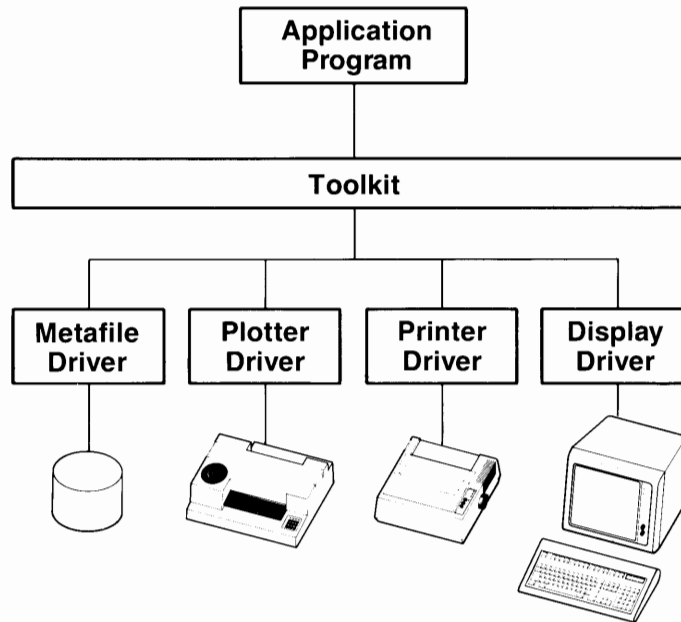 Application
Program
Toolkit
Metafile
Driver
Plotter
Driver
Printer
Driver
Display
Driver